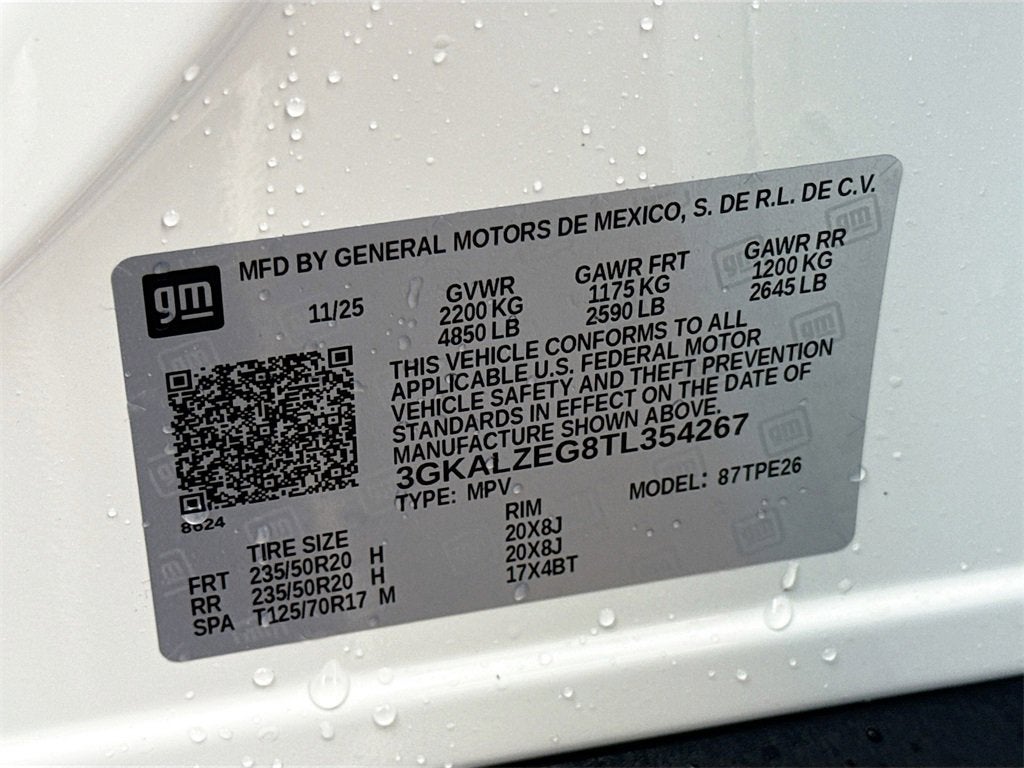 gm
MFD BY GENERAL MOTORS DE MEXICO, S. DE R.L. DE C.V.
11/25
GVWR
2200 KG
4850 LB
GAWR FRT
1175 KG
2590 LB
GAWR RR
1200 KG
2645 LB
THIS VEHICLE CONFORMS TO ALL
APPLICABLE U.S. FEDERAL MOTOR
VEHICLE SAFETY AND THEFT PREVENTION
STANDARDS IN EFFECT ON THE DATE OF
MANUFACTURE SHOWN ABOVE.
3GKALZEG8TL354267
TYPE: MPV MODEL: 87TPE26
8624
TIRE SIZE RIM
FRT 235/50R20 H 20X8J
RR 235/50R20 H 20X8J
SPA T125/70R17 M 17X4BT